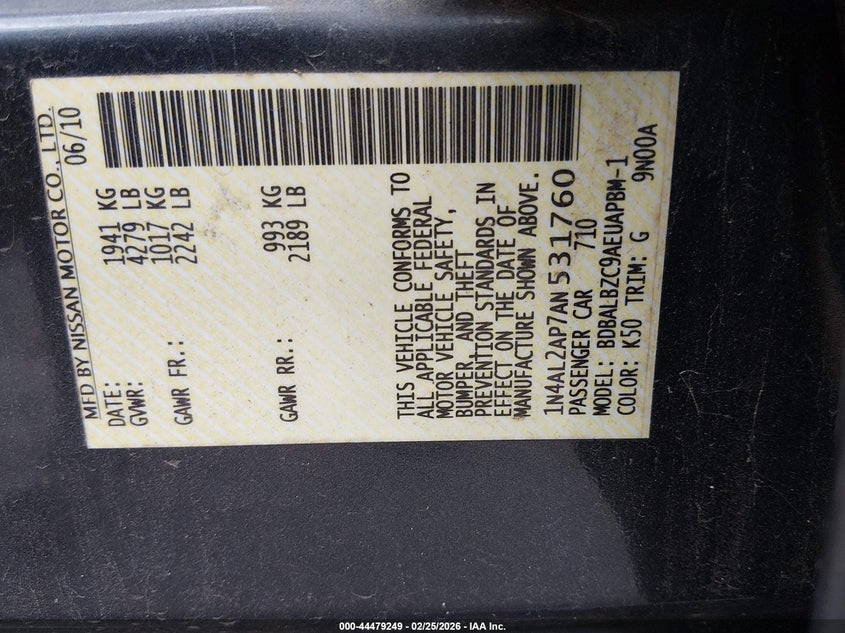 MFD BY NISSAN MOTOR CO., LTD.
DATE: 06/10
GVWR: 1941 KG
4279 LB
GAWR FR.: 1017 KG
2242 LB
GAWR RR.: 993 KG
2189 LB
THIS VEHICLE CONFORMS TO
ALL APPLICABLE FEDERAL
MOTOR VEHICLE SAFETY,
BUMPER, AND THEFT
PREVENTION STANDARDS IN
EFFECT ON THE DATE OF
MANUFACTURE SHOWN ABOVE.
1N4AL2AP7AN531760
PASSENGER CAR 710
MODEL: BDBALBZC9AEUAPBM-1
COLOR: K50 TRIM: G 9N00A
000-44479249 - 02/25/2026 - IAA Inc.